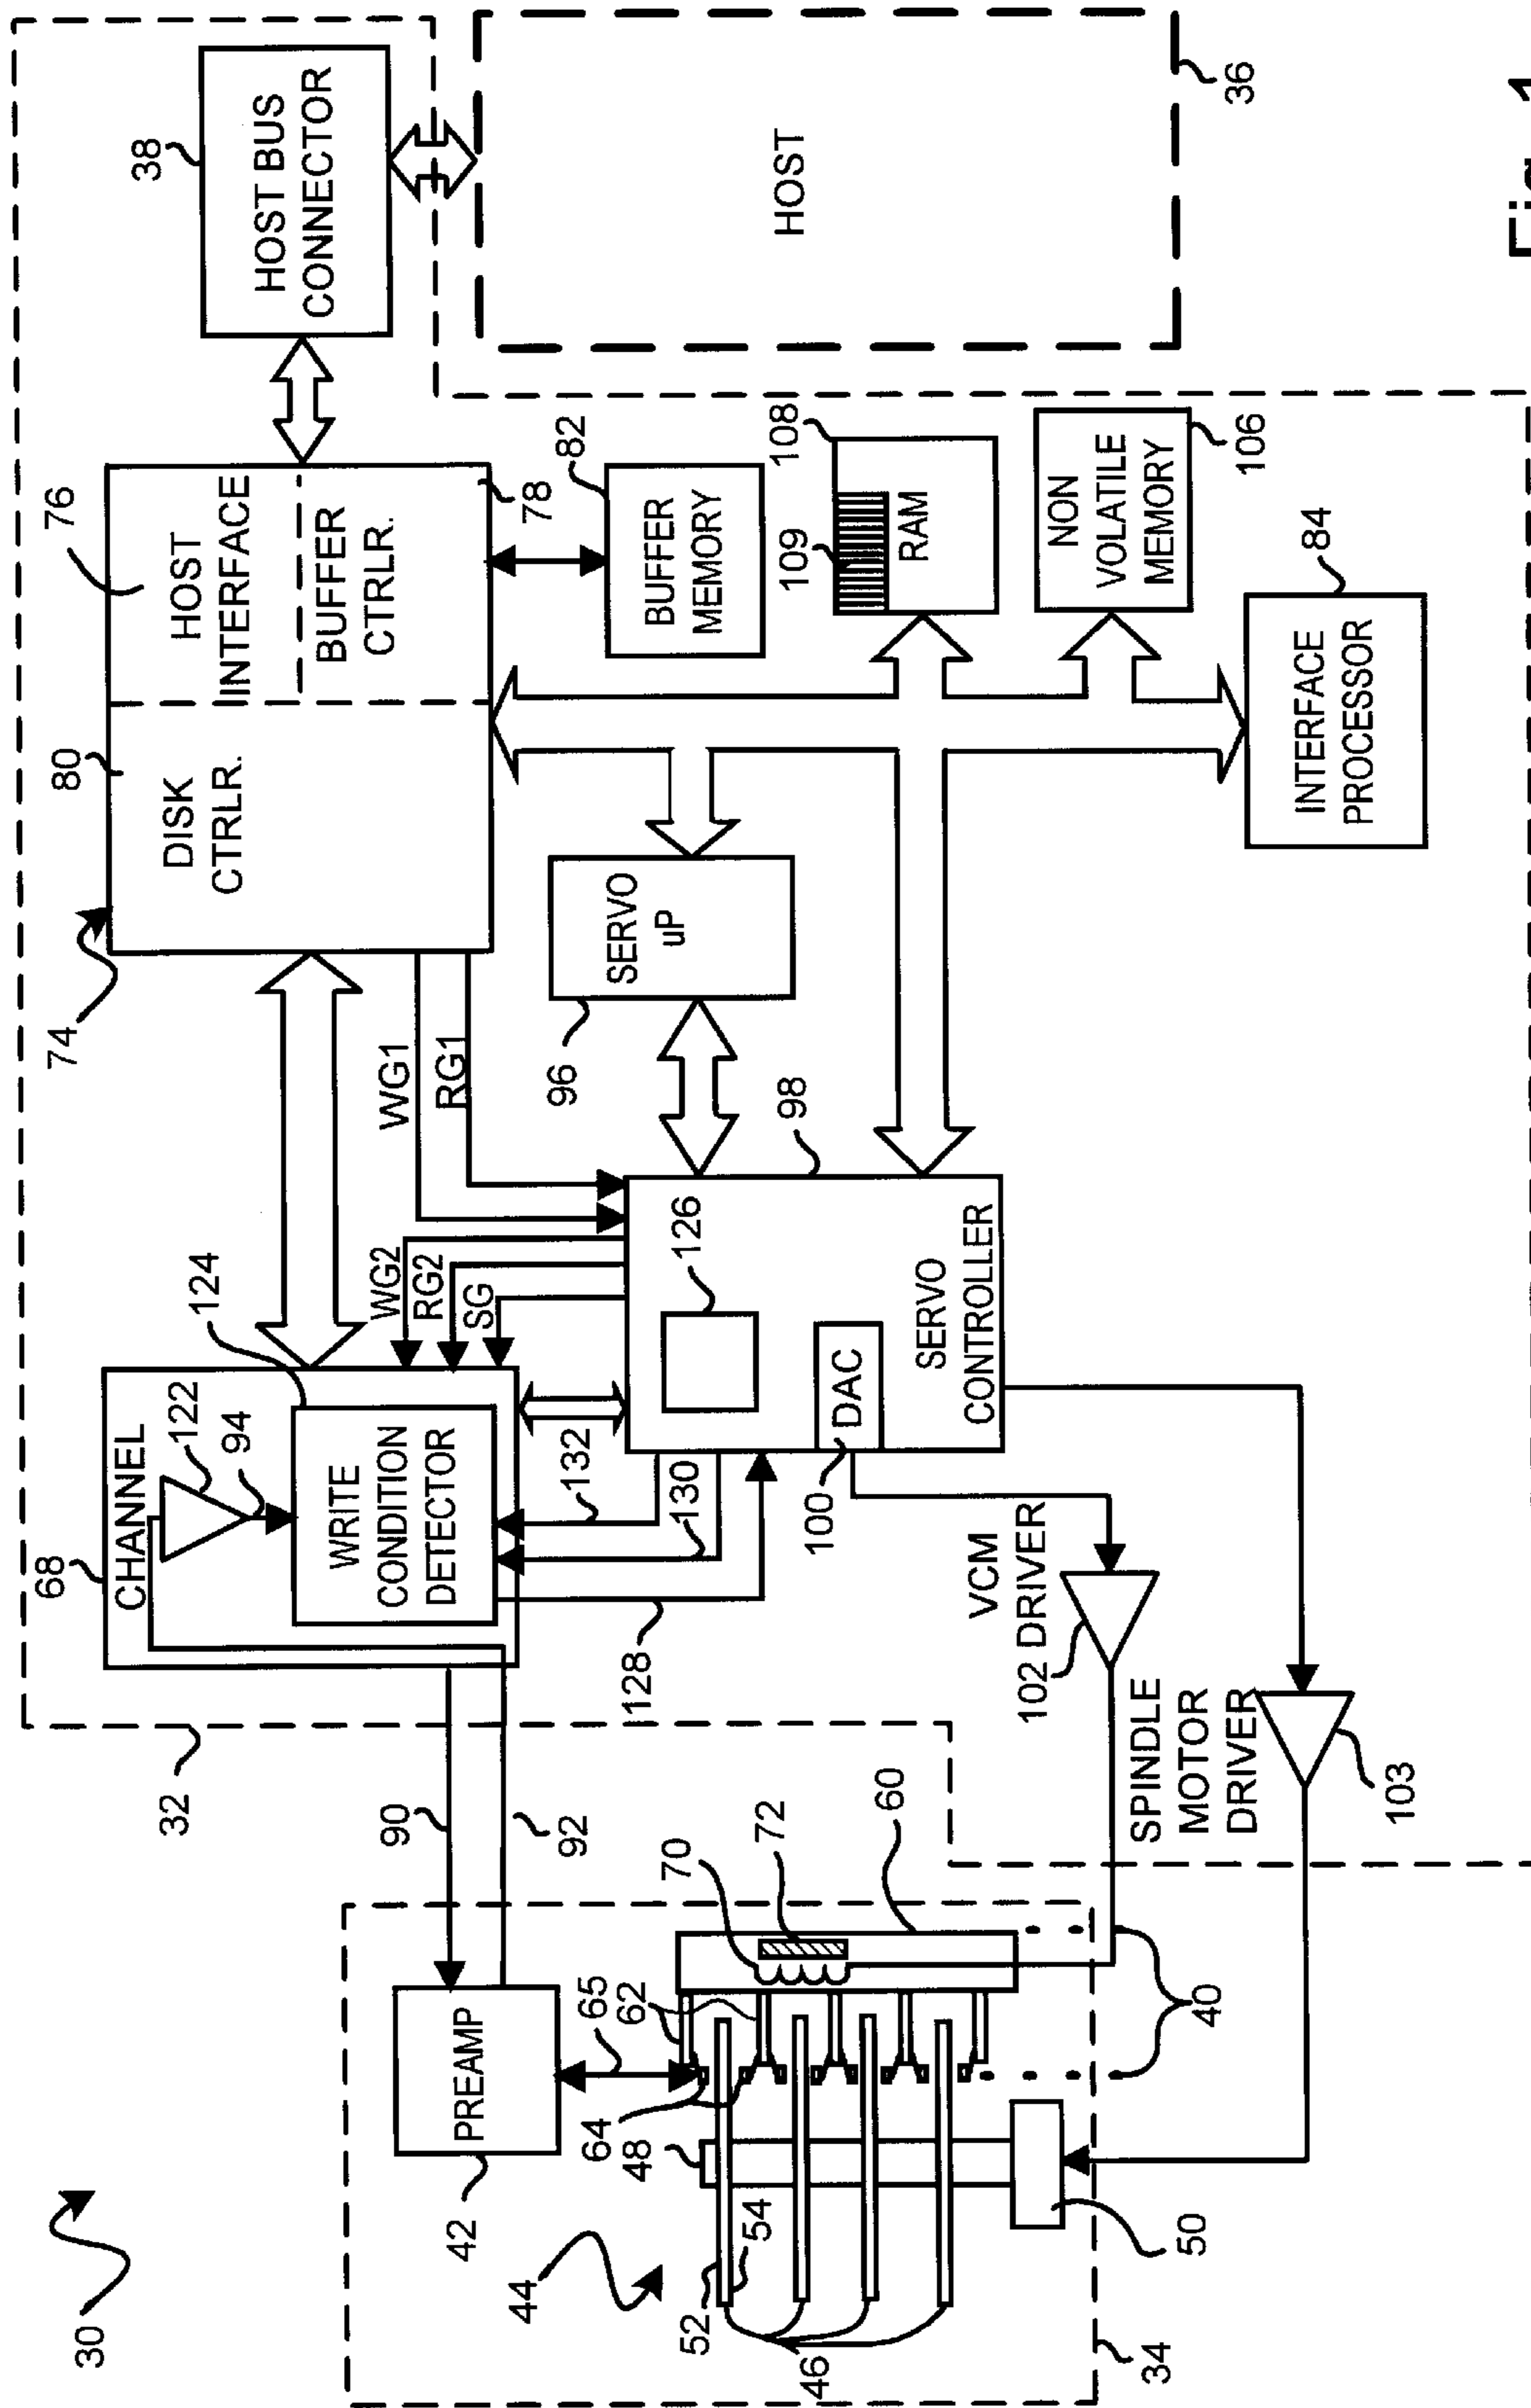 30
32
34
44
42
PREAMP
90
92
65
62
64
48
52
54
46
50
70
72
60
40
68
CHANNEL
122
94
124
WRITE
CONDITION
DETECTOR
128
130
132
WG2
RG2
SG
WG1
RG1
126
98
SERVO
CONTROLLER
DAC
100
VCM
102 DRIVER
SPINDLE
MOTOR
DRIVER
103
74
80
DISK
CTRLR.
76
HOST
INTERFACE
BUFFER
CTRLR.
78
SERVO
uP
96
82
BUFFER
MEMORY
108
109
RAM
NON
VOLATILE
MEMORY
106
84
INTERFACE
PROCESSOR
38
HOST BUS
CONNECTOR
HOST
36